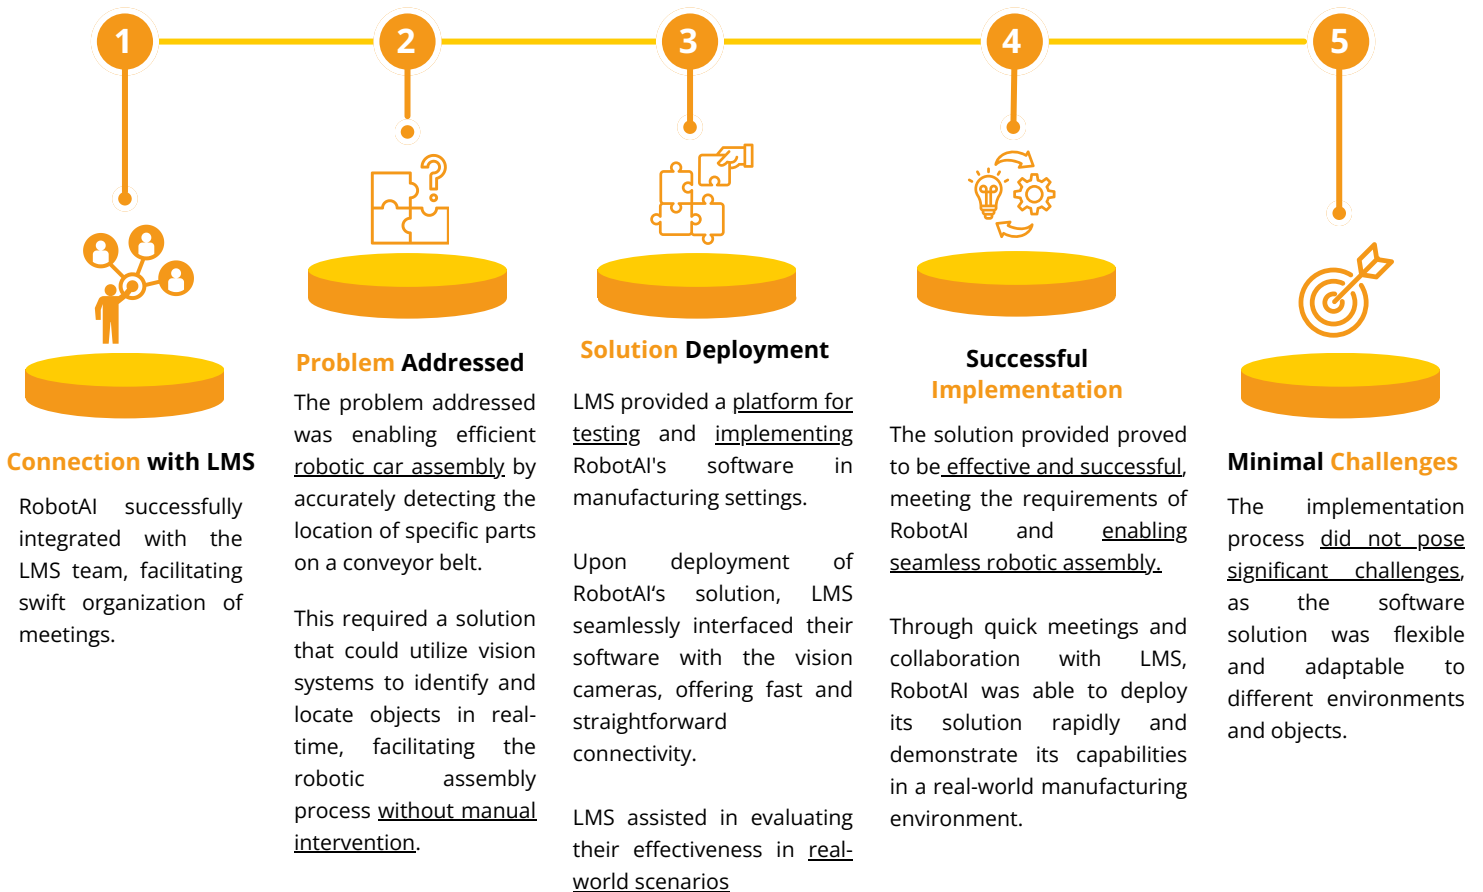 1
2
3
4
5
Connection with LMS
RobotAI successfully
integrated with the
LMS team, facilitating
swift organization of
meetings.
Problem Addressed
The problem addressed
was enabling efficient
robotic car assembly by
accurately detecting the
location of specific parts
on a conveyor belt.
This required a solution
that could utilize vision
systems to identify and
locate objects in real-
time, facilitating the
robotic assembly
process without manual
intervention.
Solution Deployment
LMS provided a platform for
testing and implementing
RobotAI's software in
manufacturing settings.
Upon deployment of
RobotAI‘s solution, LMS
seamlessly interfaced their
software with the vision
cameras, offering fast and
straightforward
connectivity.
LMS assisted in evaluating
their effectiveness in real-
world scenarios
Successful
Implementation
The solution provided proved
to be effective and successful,
meeting the requirements of
RobotAI and enabling
seamless robotic assembly.
Through quick meetings and
collaboration with LMS,
RobotAI was able to deploy
its solution rapidly and
demonstrate its capabilities
in a real-world manufacturing
environment.
Minimal Challenges
The implementation
process did not pose
significant challenges,
as the software
solution was flexible
and adaptable to
different environments
and objects.